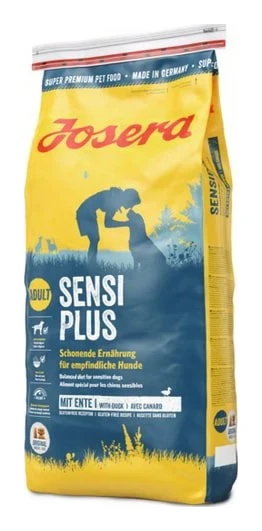 SUPER PREMIUM PET FOOD • MADE IN GERMANY
Josera
ADULT
SENSI
PLUS
Schonende Ernährung
für empfindliche Hunde
Balanced diet for sensitive dogs
Aliment spécial pour les chiens sensibles
MIT ENTE | WITH DUCK | AVEC CANARD
GLUTENFREIE REZEPTUR | GLUTEN-FREE RECIPE | RECETTE SANS GLUTEN
ORIGINAL